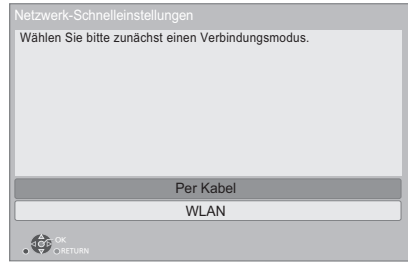 Netzwerk-Schnelleinstellungen
Wählen Sie bitte zunächst einen Verbindungsmodus.
Per Kabel
WLAN
OK
RETURN